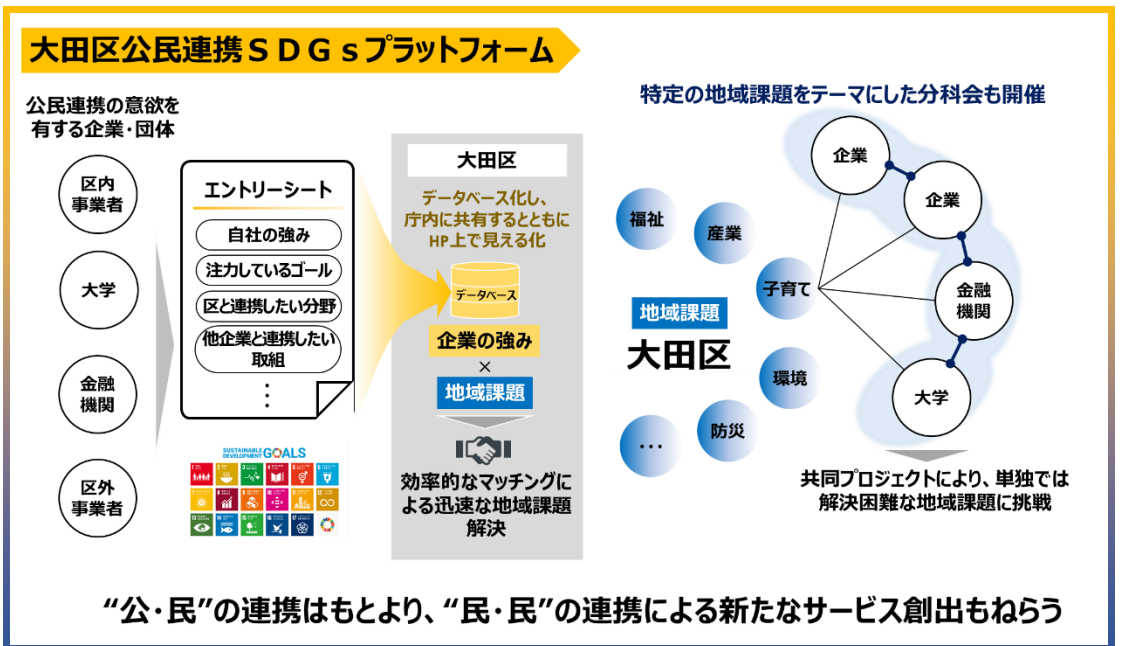 大田区公民連携ＳＤＧｓプラットフォーム
公民連携の意欲を
有する企業・団体
区内
事業者
大学
金融
機関
区外
事業者
エントリーシート
自社の強み
注力しているゴール
区と連携したい分野
他企業と連携したい
取組
⋮
SUSTAINABLE
DEVELOPMENT
GOALS
大田区
データベース化し、
庁内に共有するとともに
HP上で見える化
データベース
企業の強み
×
地域課題
効率的なマッチングに
よる迅速な地域課題
解決
特定の地域課題をテーマにした分科会も開催
福祉
産業
子育て
環境
防災
…
地域課題
大田区
企業
企業
金融
機関
大学
共同プロジェクトにより、単独では
解決困難な地域課題に挑戦
“公・民”の連携はもとより、“民・民”の連携による新たなサービス創出もねらう